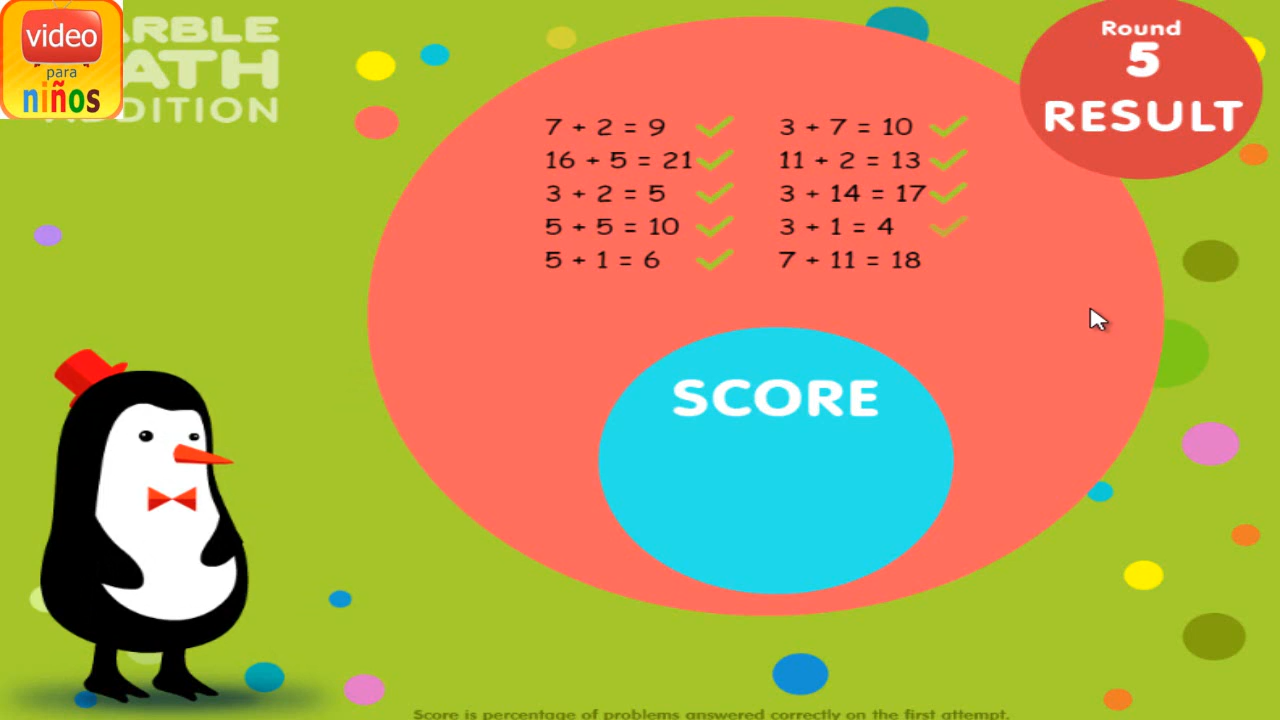 video
para
niños
RBLE
ATH
DDITION
Round
5
RESULT
7 + 2 = 9
16 + 5 = 21
3 + 2 = 5
5 + 5 = 10
5 + 1 = 6
3 + 7 = 10
11 + 2 = 13
3 + 14 = 17
3 + 1 = 4
7 + 11 = 18
SCORE
Score is percentage of problems answered correctly on the first attempt.